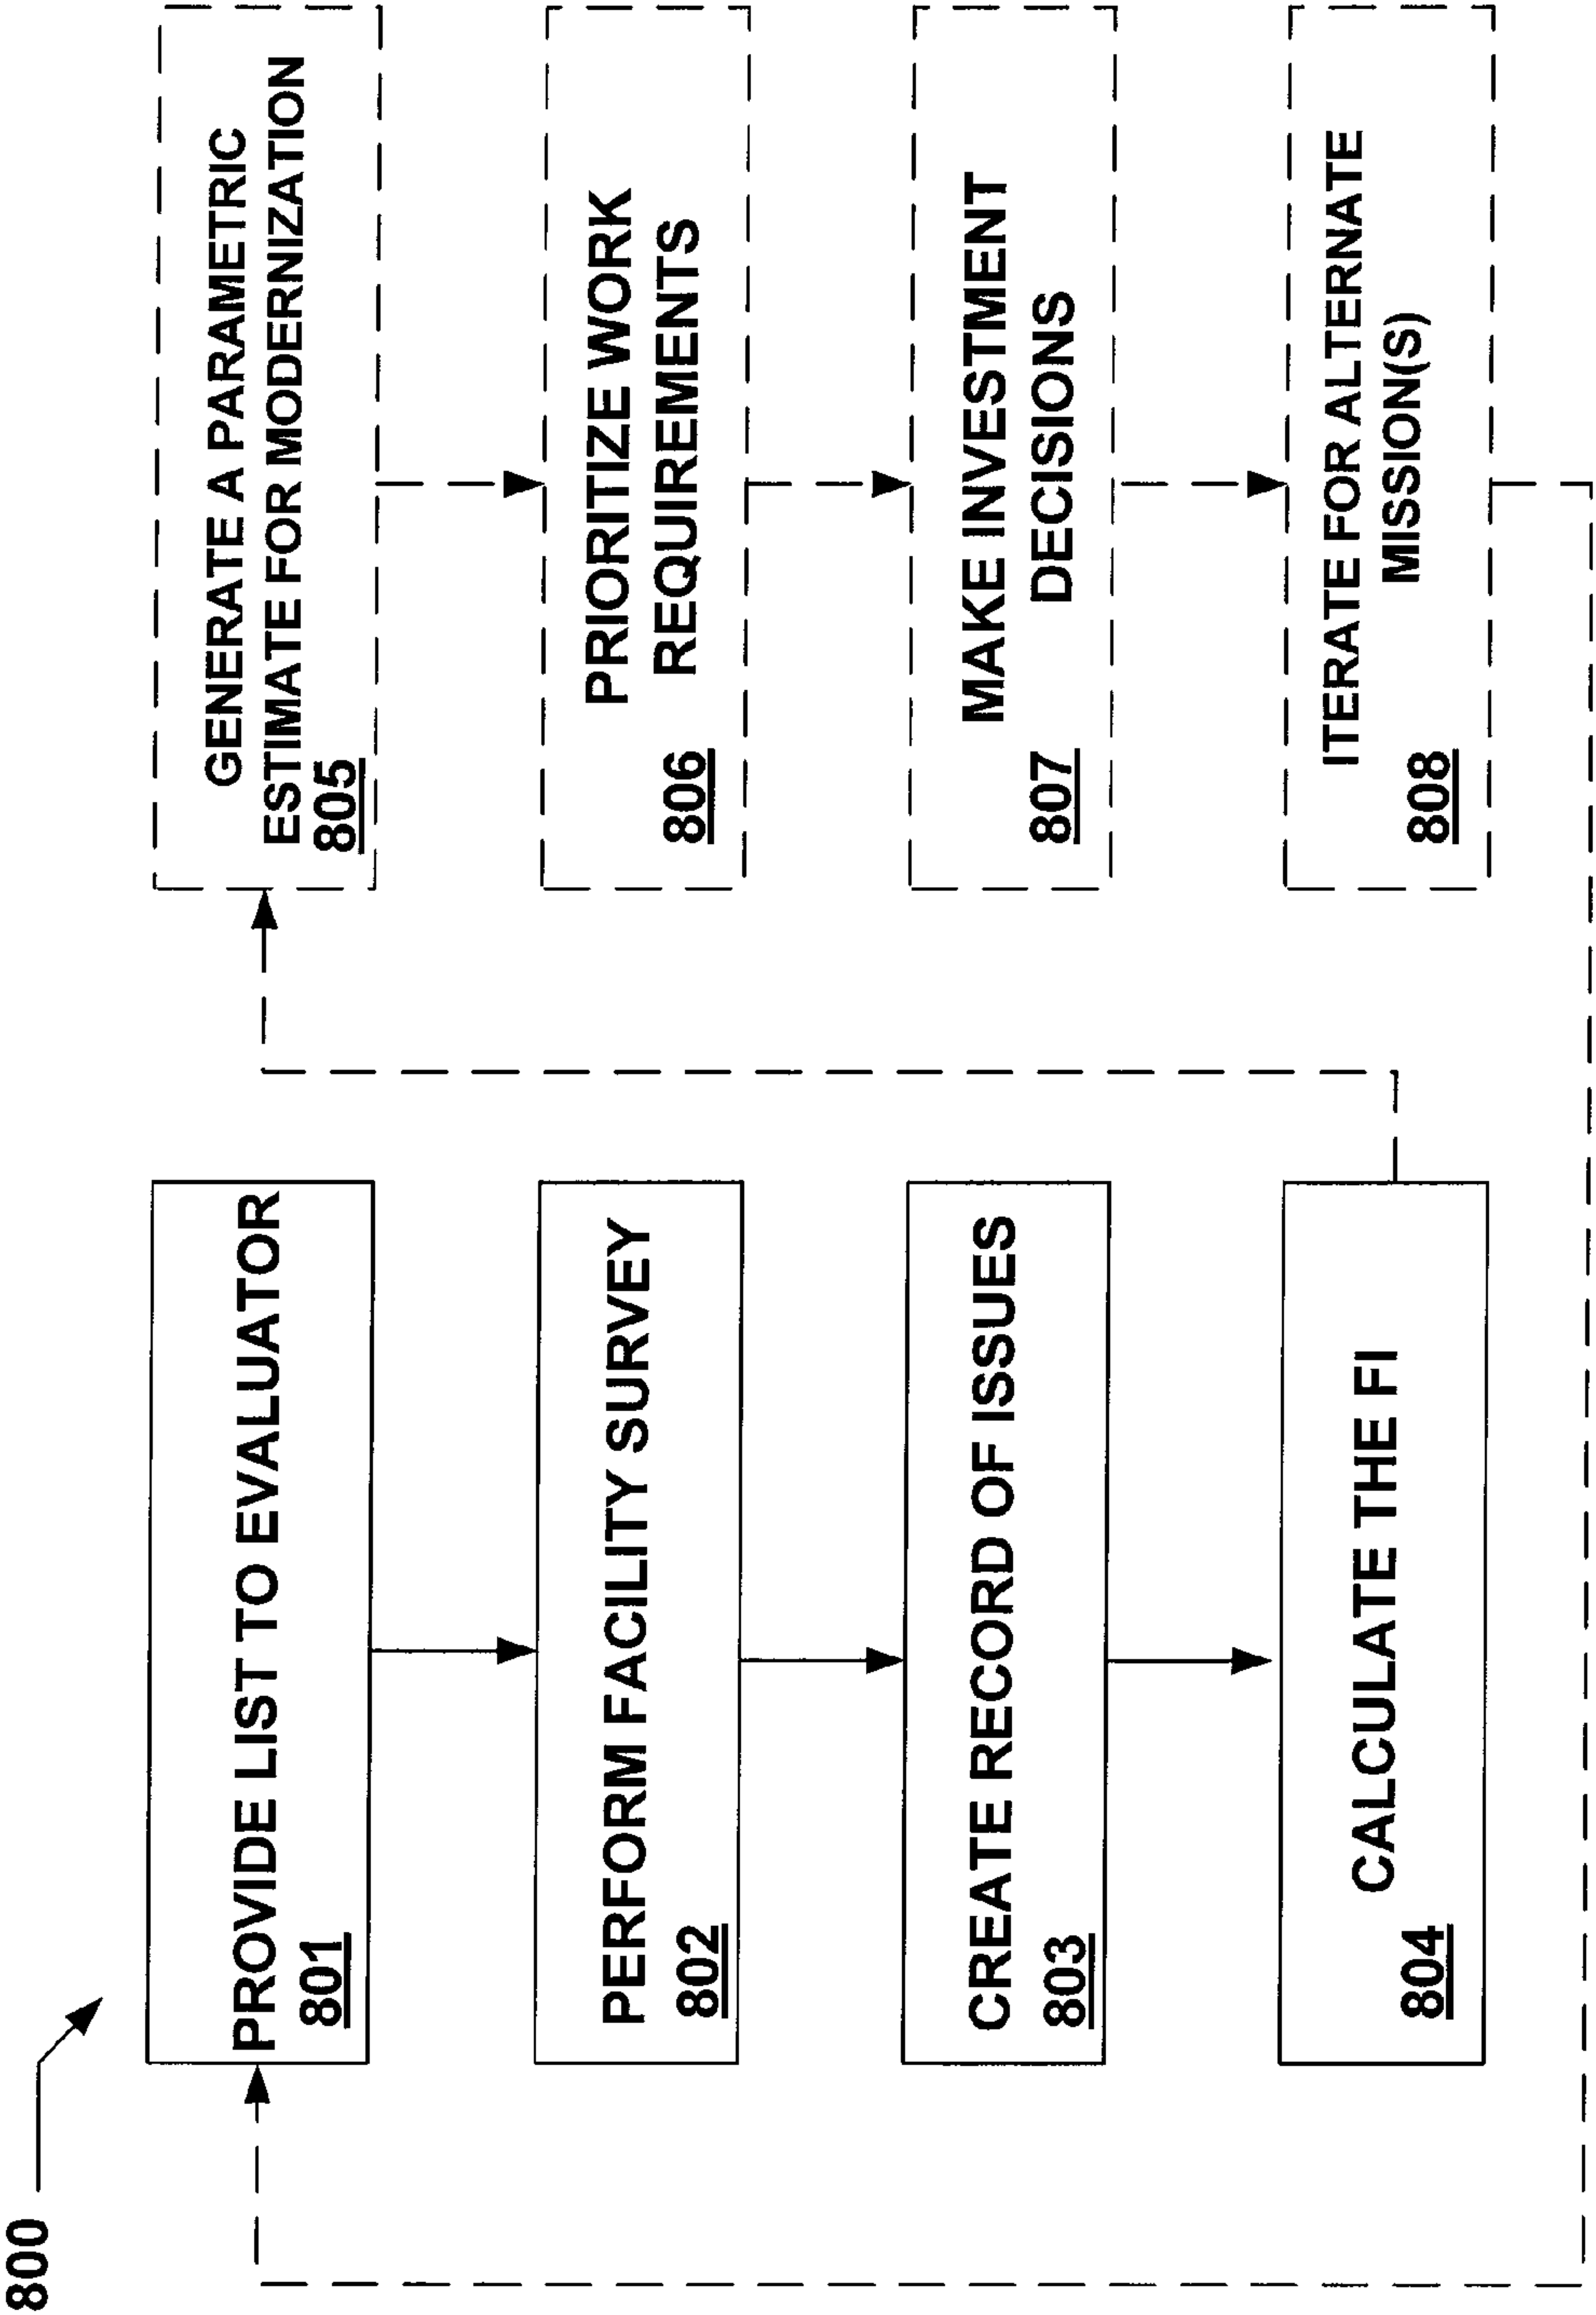 800
PROVIDE LIST TO EVALUATOR
801
PERFORM FACILITY SURVEY
802
CREATE RECORD OF ISSUES
803
CALCULATE THE FI
804
GENERATE A PARAMETRIC
ESTIMATE FOR MODERNIZATION
805
PRIORITIZE WORK
REQUIREMENTS
806
MAKE INVESTMENT
DECISIONS
807
ITERATE FOR ALTERNATE
MISSION(S)
808